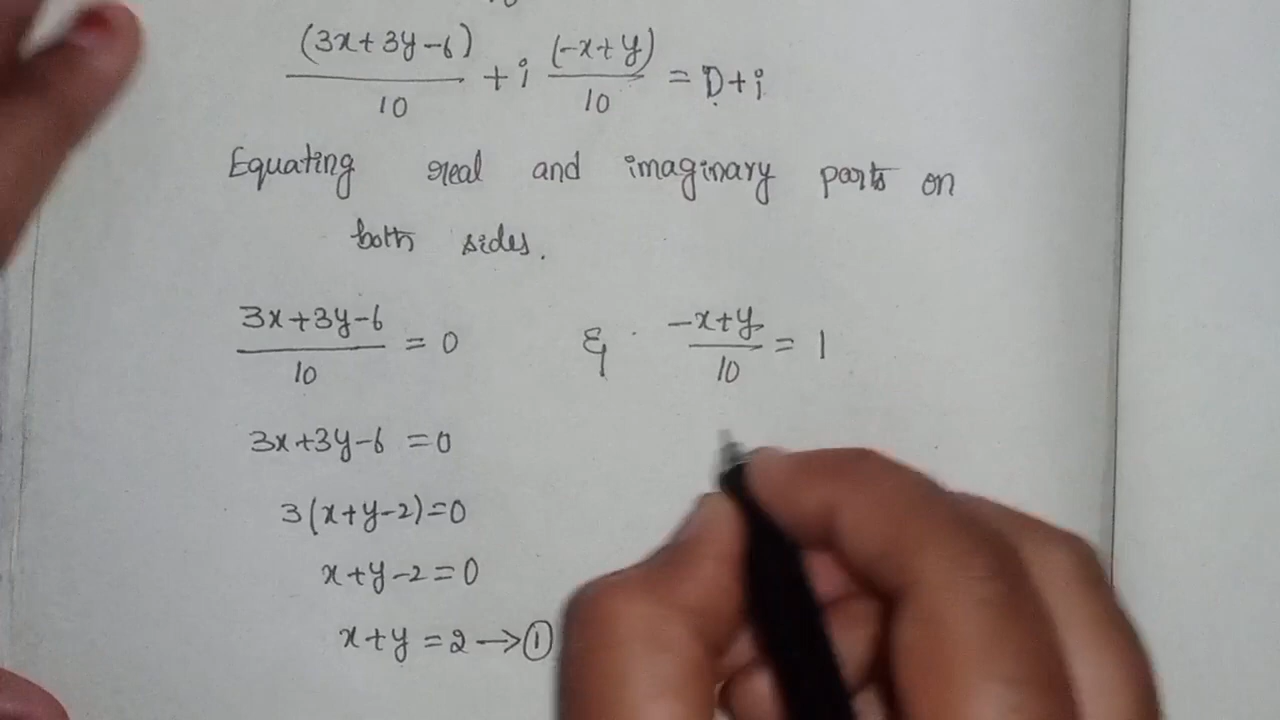 (3x+3y-6)/10 + i (-x+y)/10 = 0+i
Equating real and imaginary parts on
both sides.
3x+3y-6/10 = 0 & -x+y/10 = 1
3x+3y-6 = 0
3(x+y-2)=0
x+y-2=0
x+y = 2 → ①